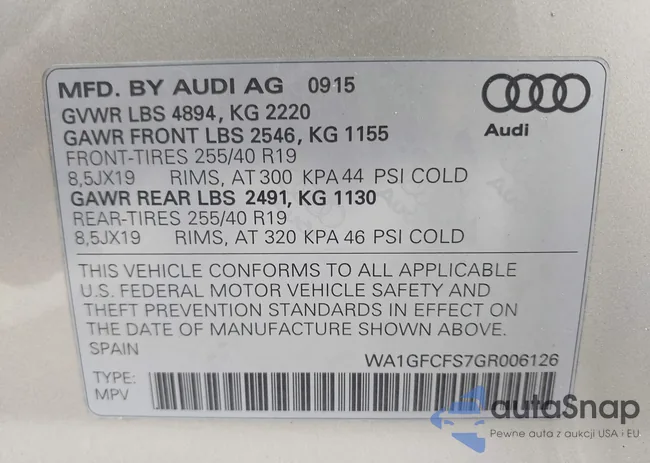 MFD. BY AUDI AG 0915
GVWR LBS 4894, KG 2220
GAWR FRONT LBS 2546, KG 1155
FRONT-TIRES 255/40 R19
8,5JX19 RIMS, AT 300 KPA 44 PSI COLD
GAWR REAR LBS 2491, KG 1130
REAR-TIRES 255/40 R19
8,5JX19 RIMS, AT 320 KPA 46 PSI COLD
Audi
THIS VEHICLE CONFORMS TO ALL APPLICABLE
U.S. FEDERAL MOTOR VEHICLE SAFETY AND
THEFT PREVENTION STANDARDS IN EFFECT ON
THE DATE OF MANUFACTURE SHOWN ABOVE.
SPAIN
WA1GFCFS7GR006126
TYPE:
MPV
autaSnap
Pewne auta z aukcji USA i EU